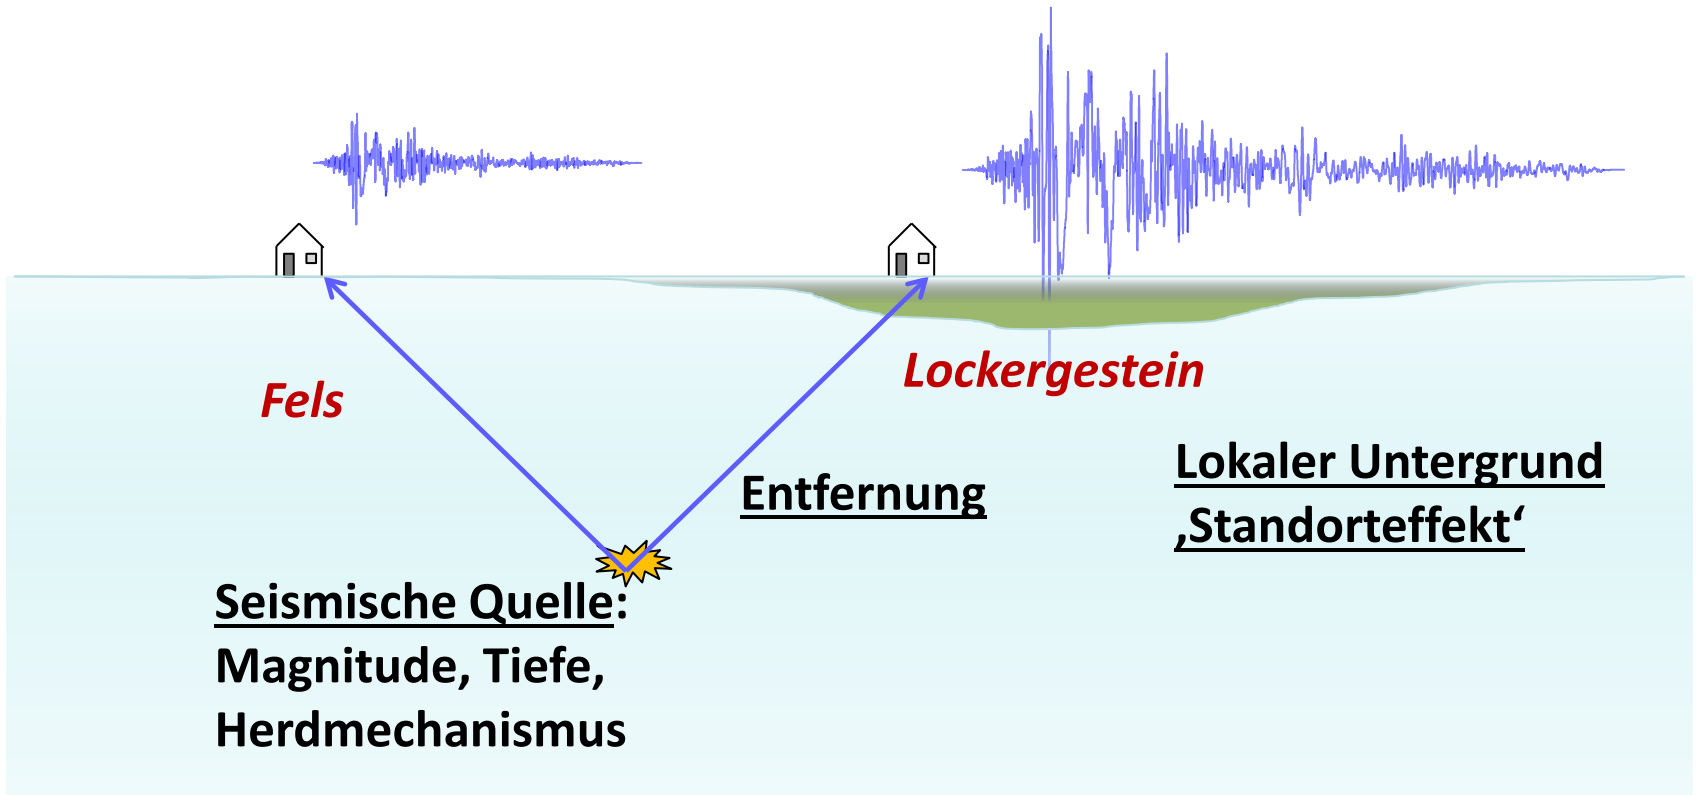 Fels
Lockergestein
Entfernung
Lokaler Untergrund
‚Standorteffekt‘
Seismische Quelle:
Magnitude, Tiefe,
Herdmechanismus